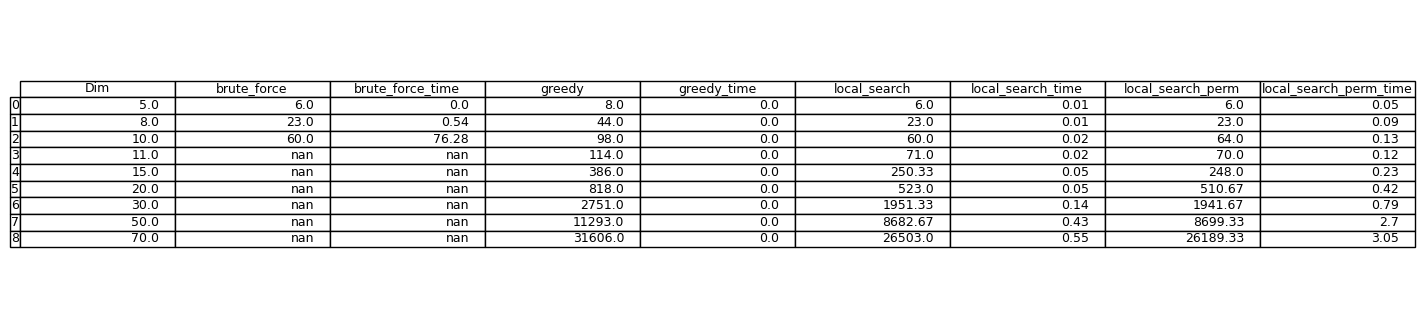 Dim brute_force brute_force_time greedy greedy_time local_search local_search_time local_search_perm local_search_perm_time
0 5.0 6.0 0.0 8.0 0.0 6.0 0.01 6.0 0.05
1 8.0 23.0 0.54 44.0 0.0 23.0 0.01 23.0 0.09
2 10.0 60.0 76.28 98.0 0.0 60.0 0.02 64.0 0.13
3 11.0 nan nan 114.0 0.0 71.0 0.02 70.0 0.12
4 15.0 nan nan 386.0 0.0 250.33 0.05 248.0 0.23
5 20.0 nan nan 818.0 0.0 523.0 0.05 510.67 0.42
6 30.0 nan nan 2751.0 0.0 1951.33 0.14 1941.67 0.79
7 50.0 nan nan 11293.0 0.0 8682.67 0.43 8699.33 2.7
8 70.0 nan nan 31606.0 0.0 26503.0 0.55 26189.33 3.05